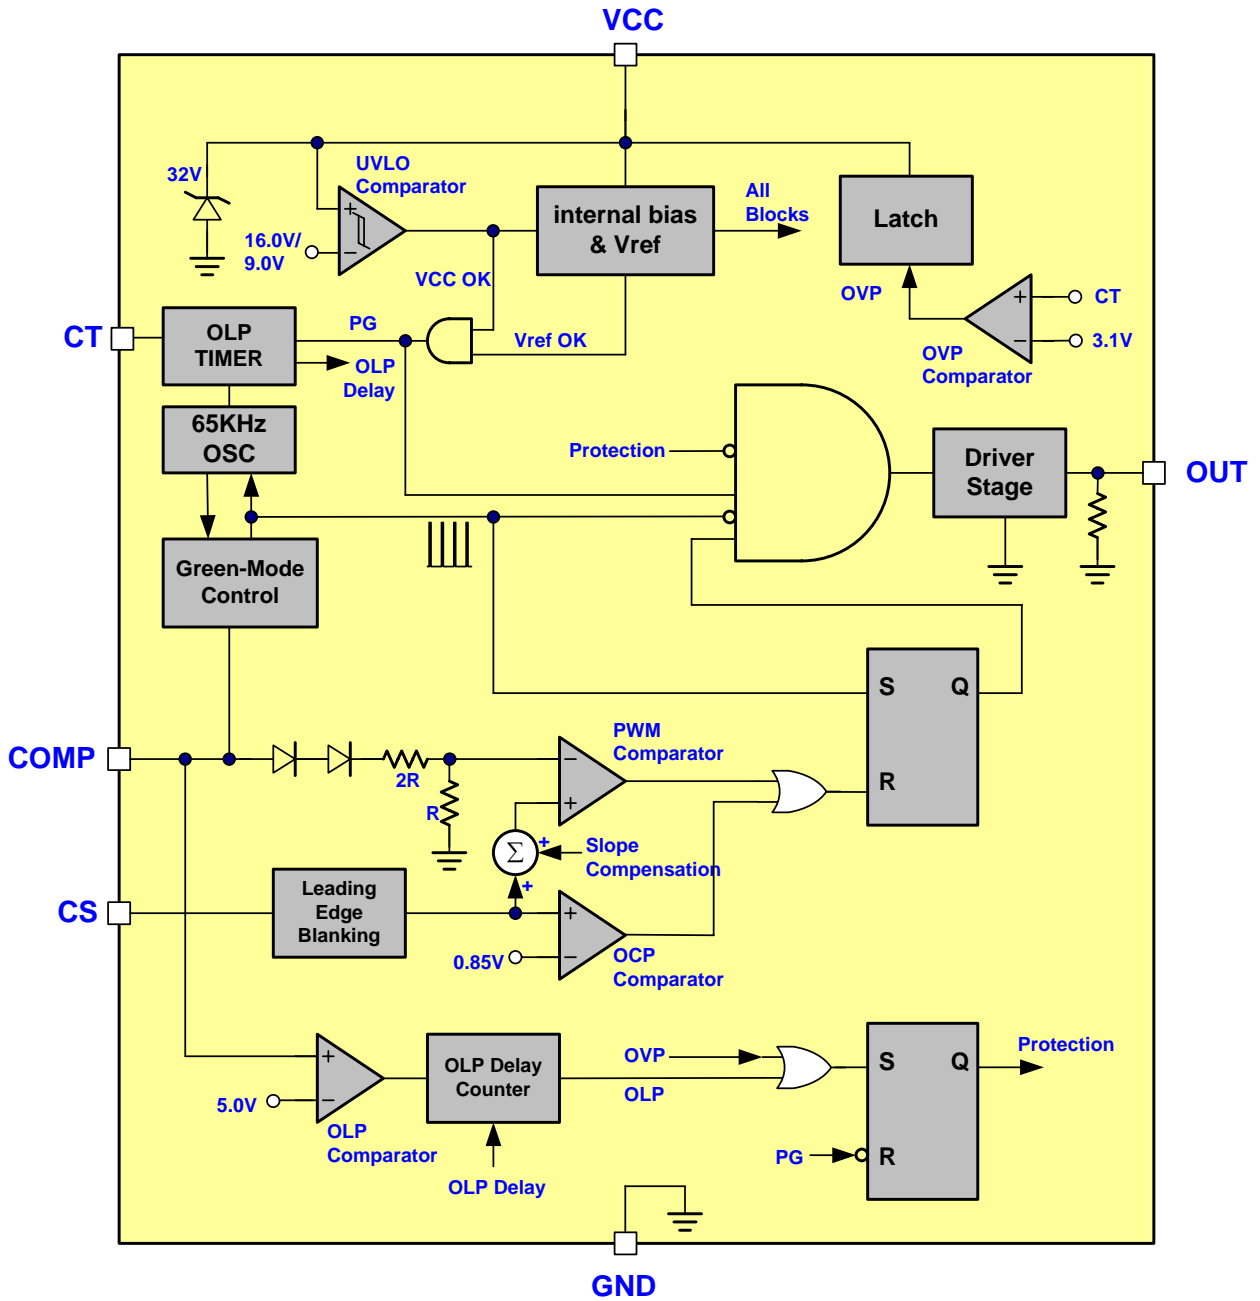 VCC
32V
UVLO
Comparator
+
−
16.0V/
9.0V
internal bias
& Vref
All
Blocks
Latch
VCC OK
OVP
+
−
CT
3.1V
OVP
Comparator
CT
OLP
TIMER
PG
Vref OK
OLP
Delay
65KHz
OSC
Protection
Driver
Stage
OUT
Green-Mode
Control
S
Q
R
COMP
2R
R
PWM
Comparator
−
+
Σ
+
+
Slope
Compensation
CS
Leading
Edge
Blanking
+
−
0.85V
OCP
Comparator
+
−
5.0V
OLP
Comparator
OLP Delay
Counter
OLP Delay
OVP
OLP
S
Q
R
PG
Protection
GND